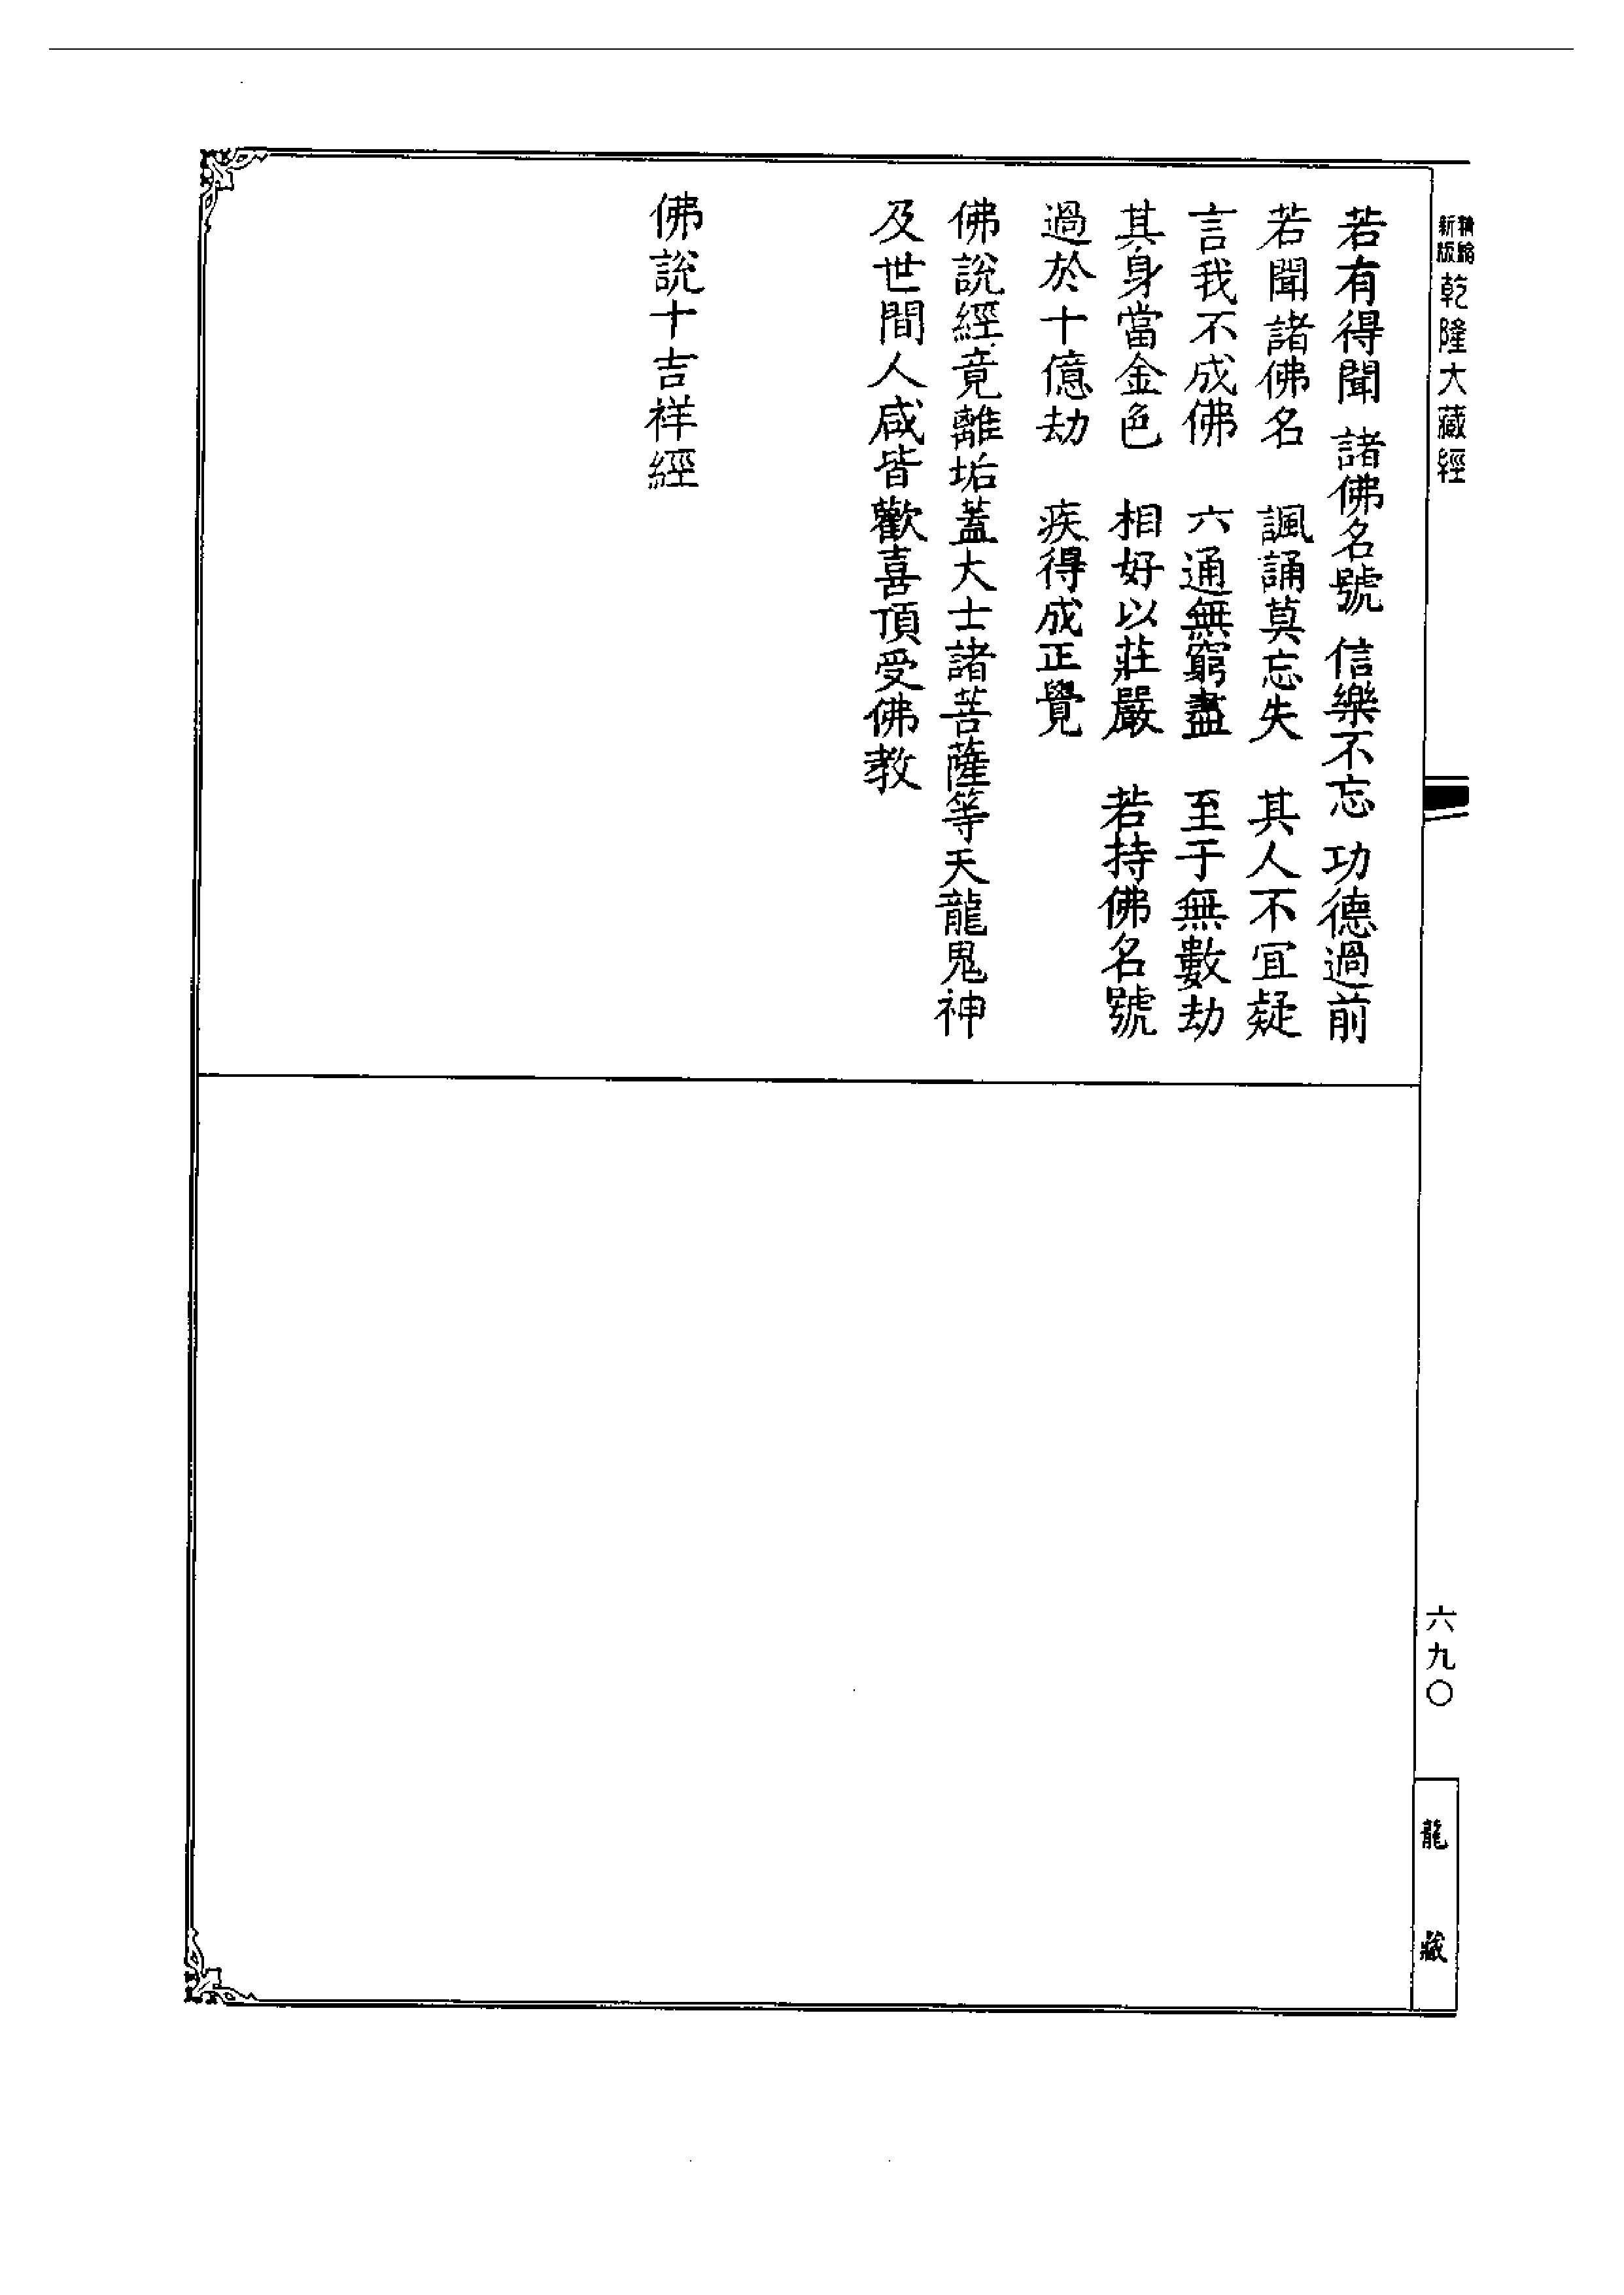 新版
精縮
乾隆大藏經
若有得聞 諸佛名號 信樂不忘 功德過前
若聞諸佛名 諷誦莫忘失 其人不宜疑
言我不成佛 六通無窮盡 至于無數劫
其身當金色 相好以莊嚴 若持佛名號
過於十億劫 疾得成正覺
佛說經竟離垢蓋大士諸菩薩等天龍鬼神
及世間人咸皆歡喜頂受佛教
佛說十吉祥經
六九〇
龍藏